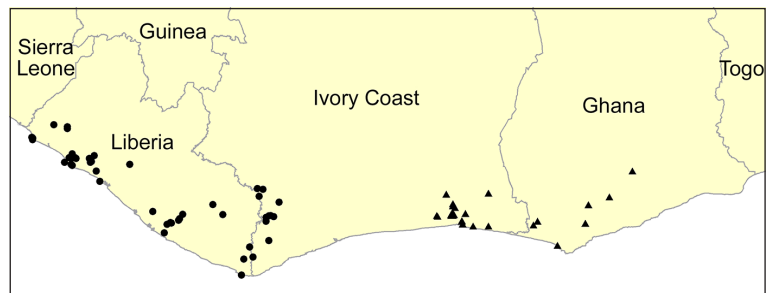 Guinea
Sierra
Leone
Togo
Ivory Coast
Ghana
Liberia